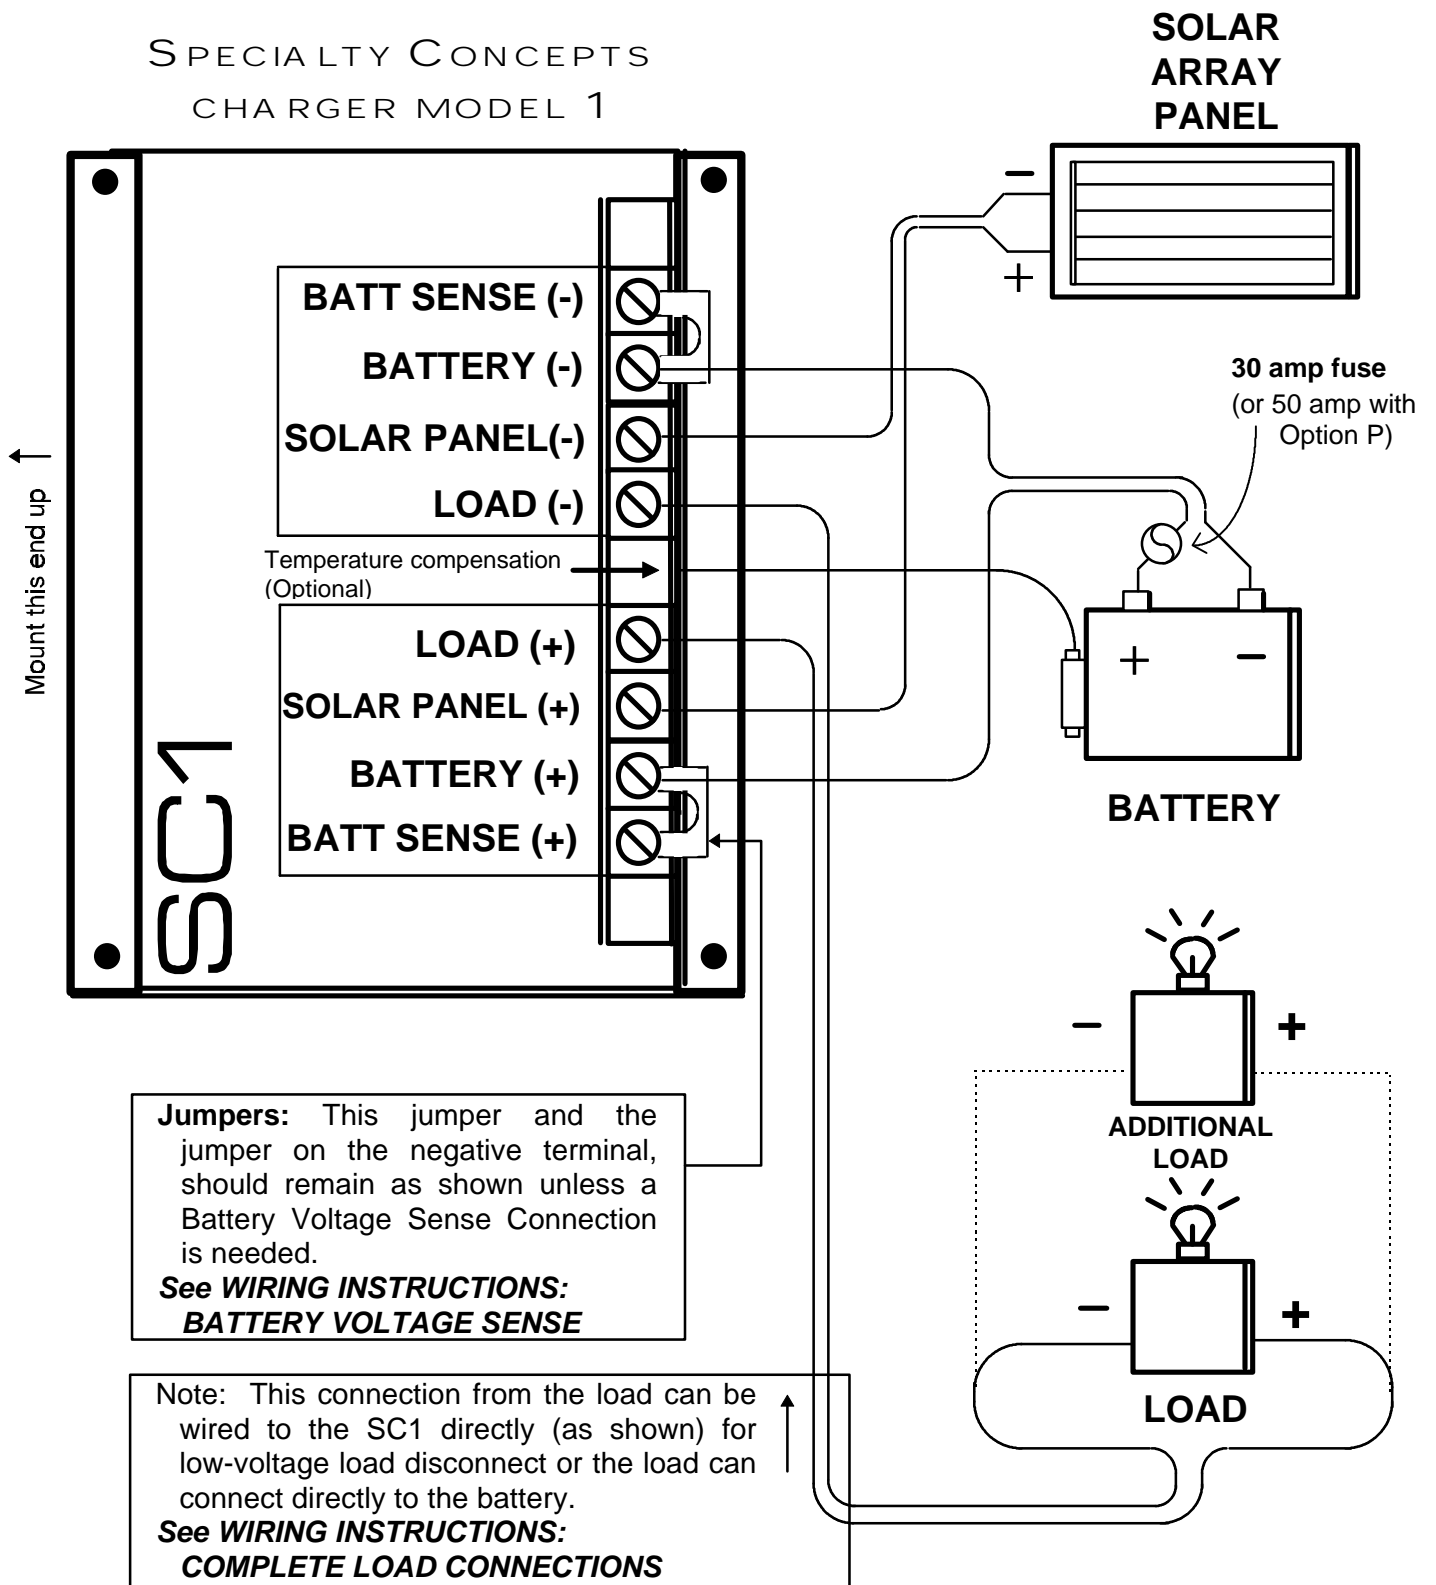 SPECIALTY CONCEPTS
CHARGER MODEL 1
SOLAR
ARRAY
PANEL
−
+
BATT SENSE (-)
BATTERY (-)
SOLAR PANEL(-)
LOAD (-)
Temperature compensation
(Optional)
LOAD (+)
SOLAR PANEL (+)
BATTERY (+)
BATT SENSE (+)
Mount this end up
SC1
30 amp fuse
(or 50 amp with
Option P)
+ −
BATTERY
− +
ADDITIONAL
LOAD
− +
LOAD
Jumpers: This jumper and the
jumper on the negative terminal,
should remain as shown unless a
Battery Voltage Sense Connection
is needed.
See WIRING INSTRUCTIONS:
BATTERY VOLTAGE SENSE
Note: This connection from the load can be
wired to the SC1 directly (as shown) for
low-voltage load disconnect or the load can
connect directly to the battery.
See WIRING INSTRUCTIONS:
COMPLETE LOAD CONNECTIONS